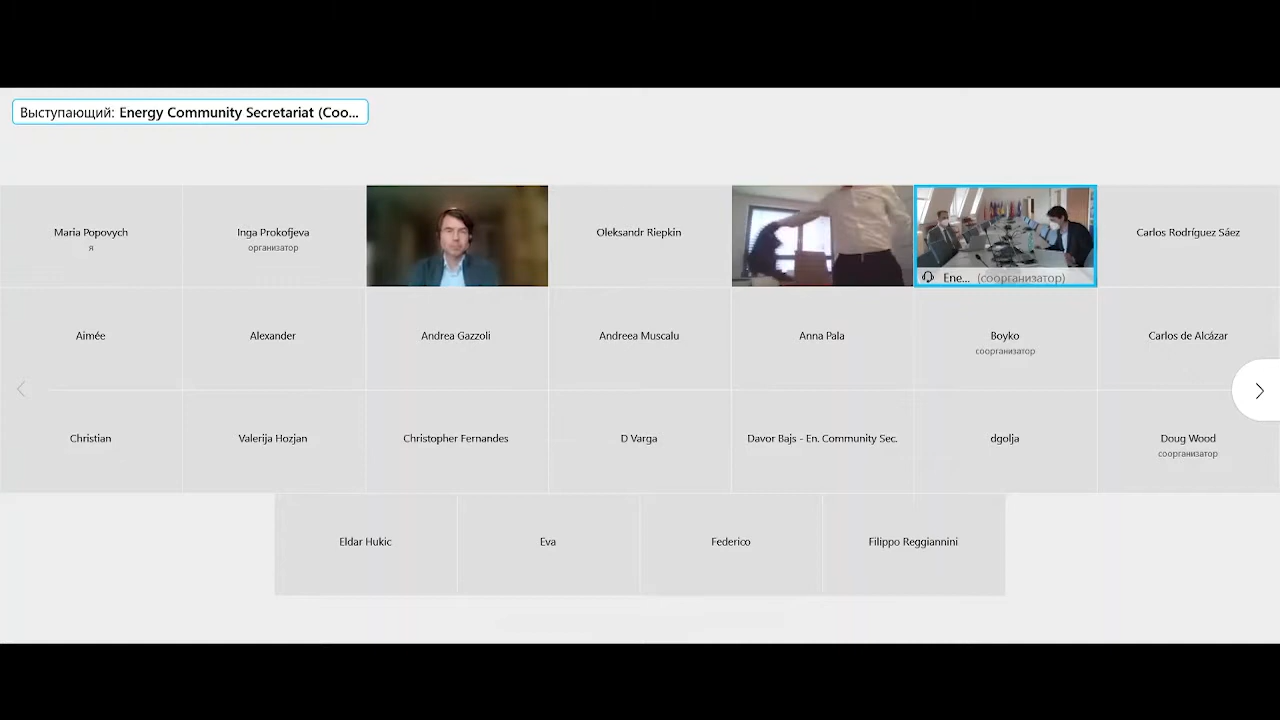 Выступающий: Energy Community Secretariat (Coo...
Maria Popovych
я
Inga Prokofjeva
организатор
Oleksandr Riepkin
Ene... (соорганизатор)
Carlos Rodríguez Sáez
Aimée
Alexander
Andrea Gazzoli
Andreea Muscalu
Anna Pala
Boyko
соорганизатор
Carlos de Alcázar
Christian
Valerija Hozjan
Christopher Fernandes
D Varga
Davor Bajs - En. Community Sec.
dgolja
Doug Wood
соорганизатор
Eldar Hukic
Eva
Federico
Filippo Reggiannini